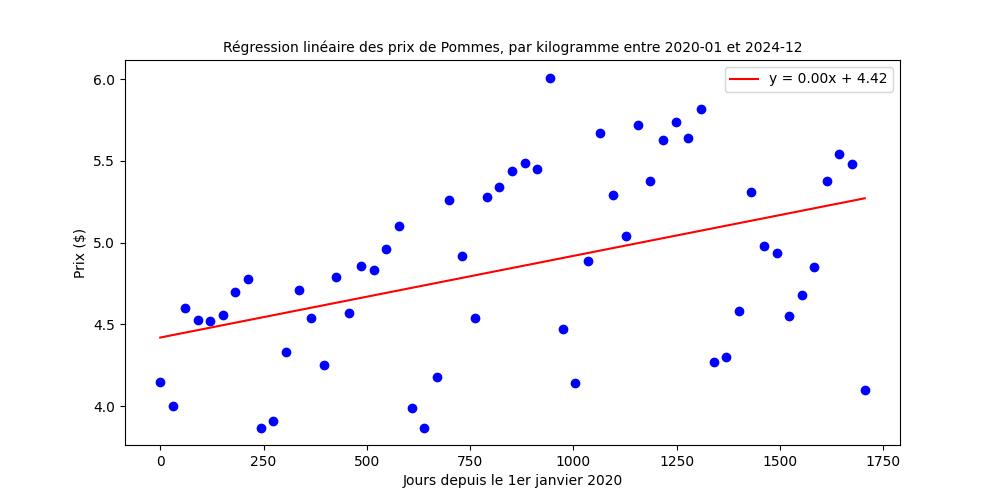 Régression linéaire des prix de Pommes, par kilogramme entre 2020-01 et 2024-12
y = 0.00x + 4.42
Prix ($)
6.0
5.5
5.0
4.5
4.0
0 250 500 750 1000 1250 1500 1750
Jours depuis le 1er janvier 2020